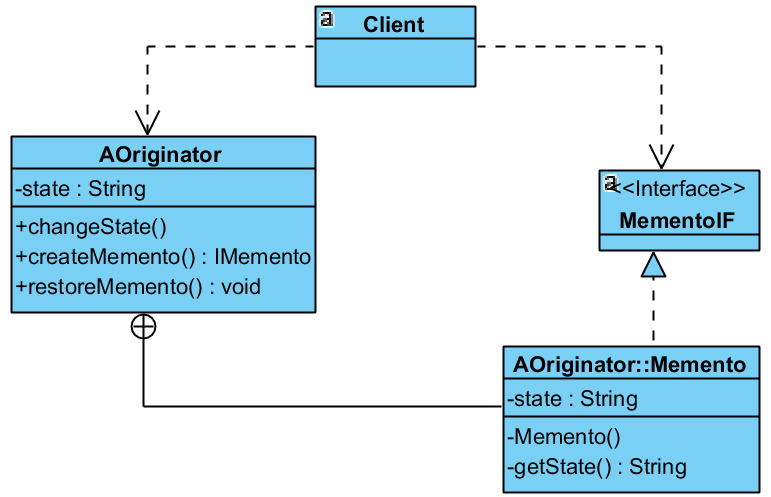 a
Client
AOriginator
-state : String
+changeState()
+createMemento() : IMemento
+restoreMemento() : void
a
<<Interface>>
MementoIF
AOriginator::Memento
-state : String
-Memento()
-getState() : String